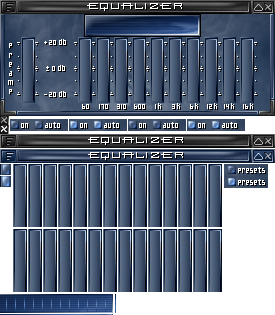 EQUALIZER
+20 db
Preamp
± 0 db
-20 db
60 170 310 600 1K 3K 6K 12K 14K 16K
on auto on auto on auto on auto
EQUALIZER
EQUALIZER
presets
presets